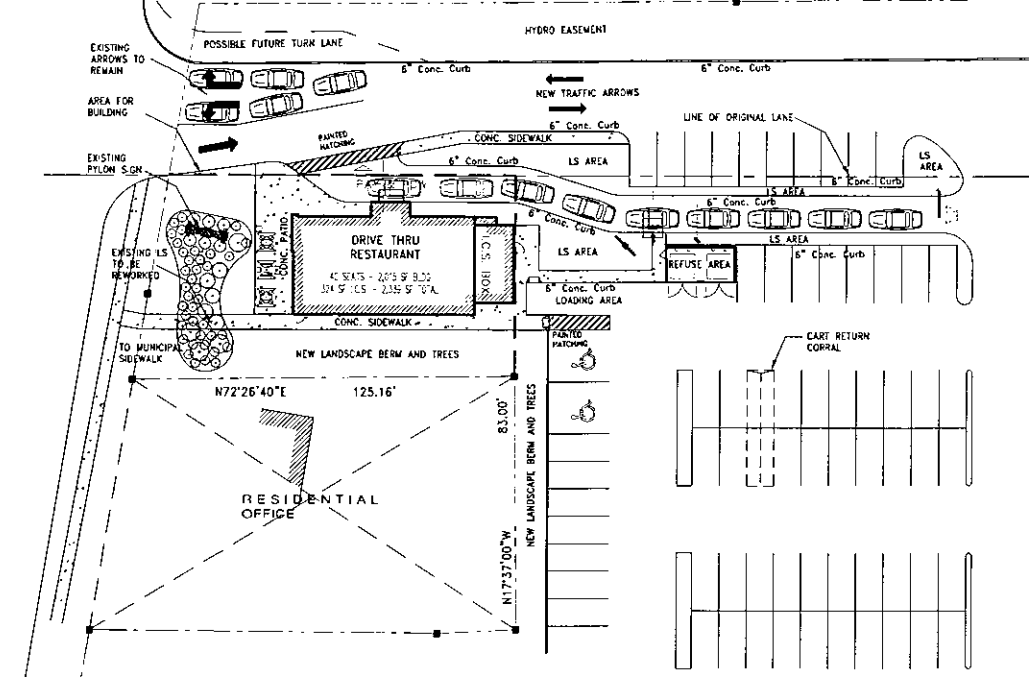 HYDRO EASEMENT
POSSIBLE FUTURE TURN LANE
EXISTING
ARROWS TO
REMAIN
6" Conc. Curb
6" Conc. Curb
NEW TRAFFIC ARROWS
AREA FOR
BUILDING
LINE OF ORIGINAL LANE
6" Conc. Curb
PAINTED
HATCHING
CONC. SIDEWALK
EXISTING
PYLON SIGN
6" Conc. Curb
LS AREA
LS
AREA
6" Conc. Curb
LS AREA
6" Conc. Curb
6" Conc. Curb
LS AREA
CONC. PATIO
DRIVE THRU
RESTAURANT
LS AREA
6" Conc. Curb
EXISTING LS
TO BE
REWORKED
REFUSE AREA
BOX
6" Conc. Curb
LOADING AREA
CONC. SIDEWALK
PAINTED
HATCHING
TO MUNICIPAL
SIDEWALK
NEW LANDSCAPE BERM AND TREES
CART RETURN
CORRAL
N72°26'40"E 125.16'
83.00'
NEW LANDSCAPE BERM AND TREES
RESIDENTIAL
OFFICE
N17°37'00"W